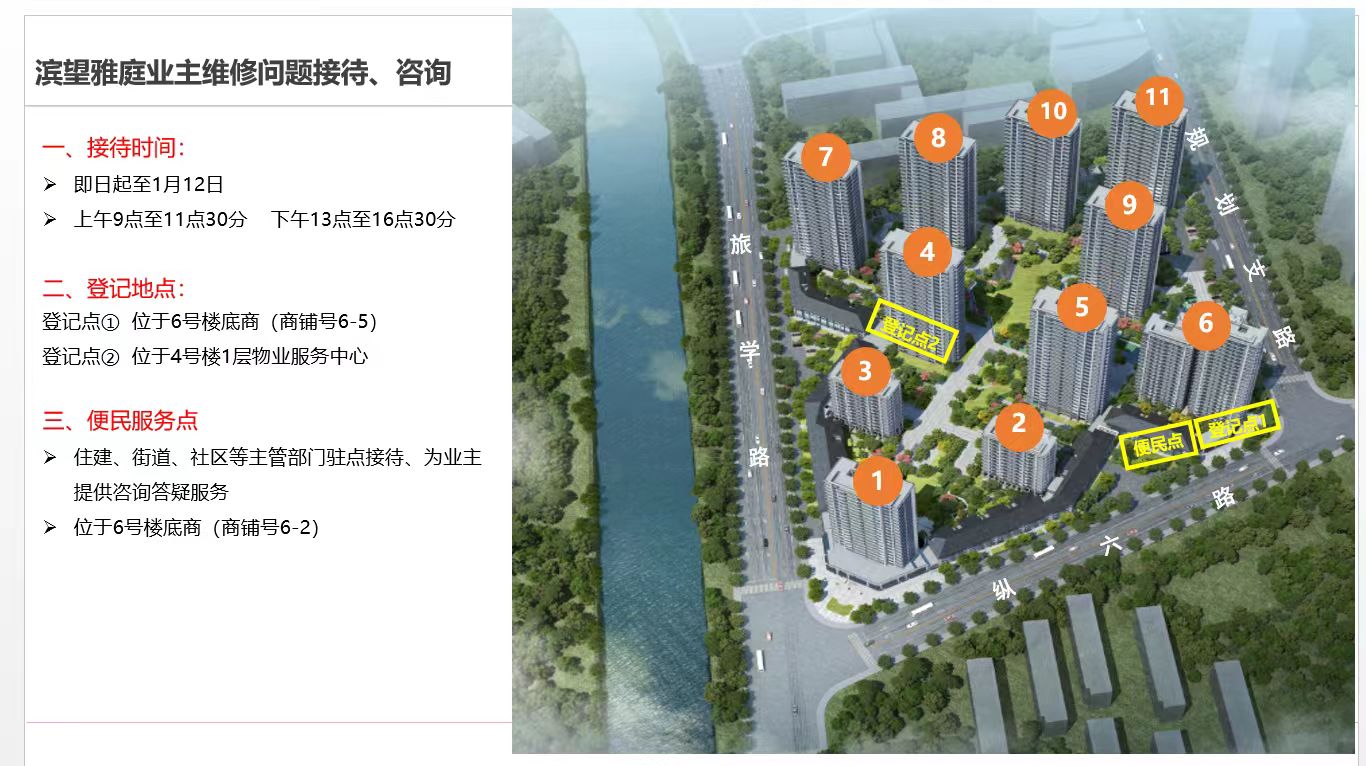 滨望雅庭业主维修问题接待、咨询
一、接待时间：
➢ 即日起至1月12日
➢ 上午9点至11点30分 下午13点至16点30分
二、登记地点：
登记点① 位于6号楼底商（商铺号6-5）
登记点② 位于4号楼1层物业服务中心
三、便民服务点
➢ 住建、街道、社区等主管部门驻点接待、为业主
提供咨询答疑服务
➢ 位于6号楼底商（商铺号6-2）
11
10
8
7
9
4
5
6
3
2
1
登记点2
便民点
登记点1
旅学路
规划支路
纵六路